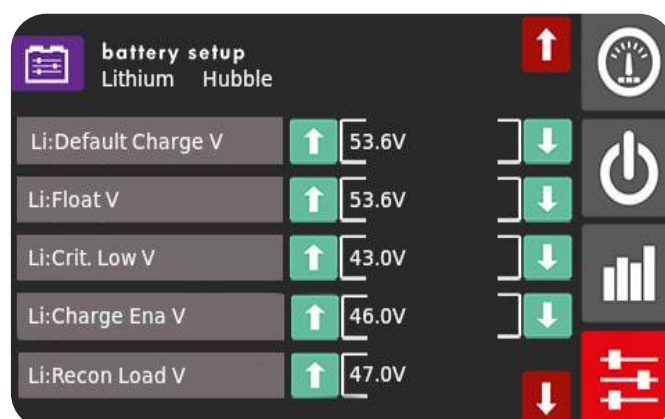 battery setup
Lithium Hubble
Li:Default Charge V 53.6V
Li:Float V 53.6V
Li:Crit. Low V 43.0V
Li:Charge Ena V 46.0V
Li:Recon Load V 47.0V